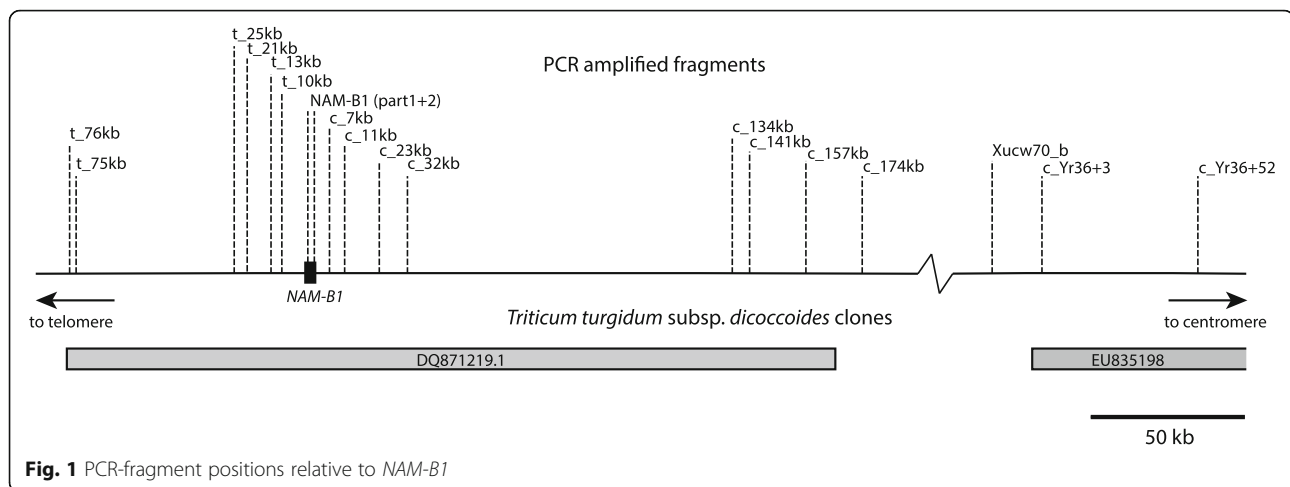 t_25kb
t_21kb
t_13kb
t_10kb
PCR amplified fragments
NAM-B1 (part1+2)
t_76kb
t_75kb
c_7kb
c_11kb
c_23kb
c_32kb
c_134kb
c_141kb
c_157kb
c_174kb
Xucw70_b
c_Yr36+3
c_Yr36+52
NAM-B1
to telomere
Triticum turgidum subsp. dicoccoides clones
to centromere
DQ871219.1
EU835198
50 kb
Fig. 1 PCR-fragment positions relative to NAM-B1